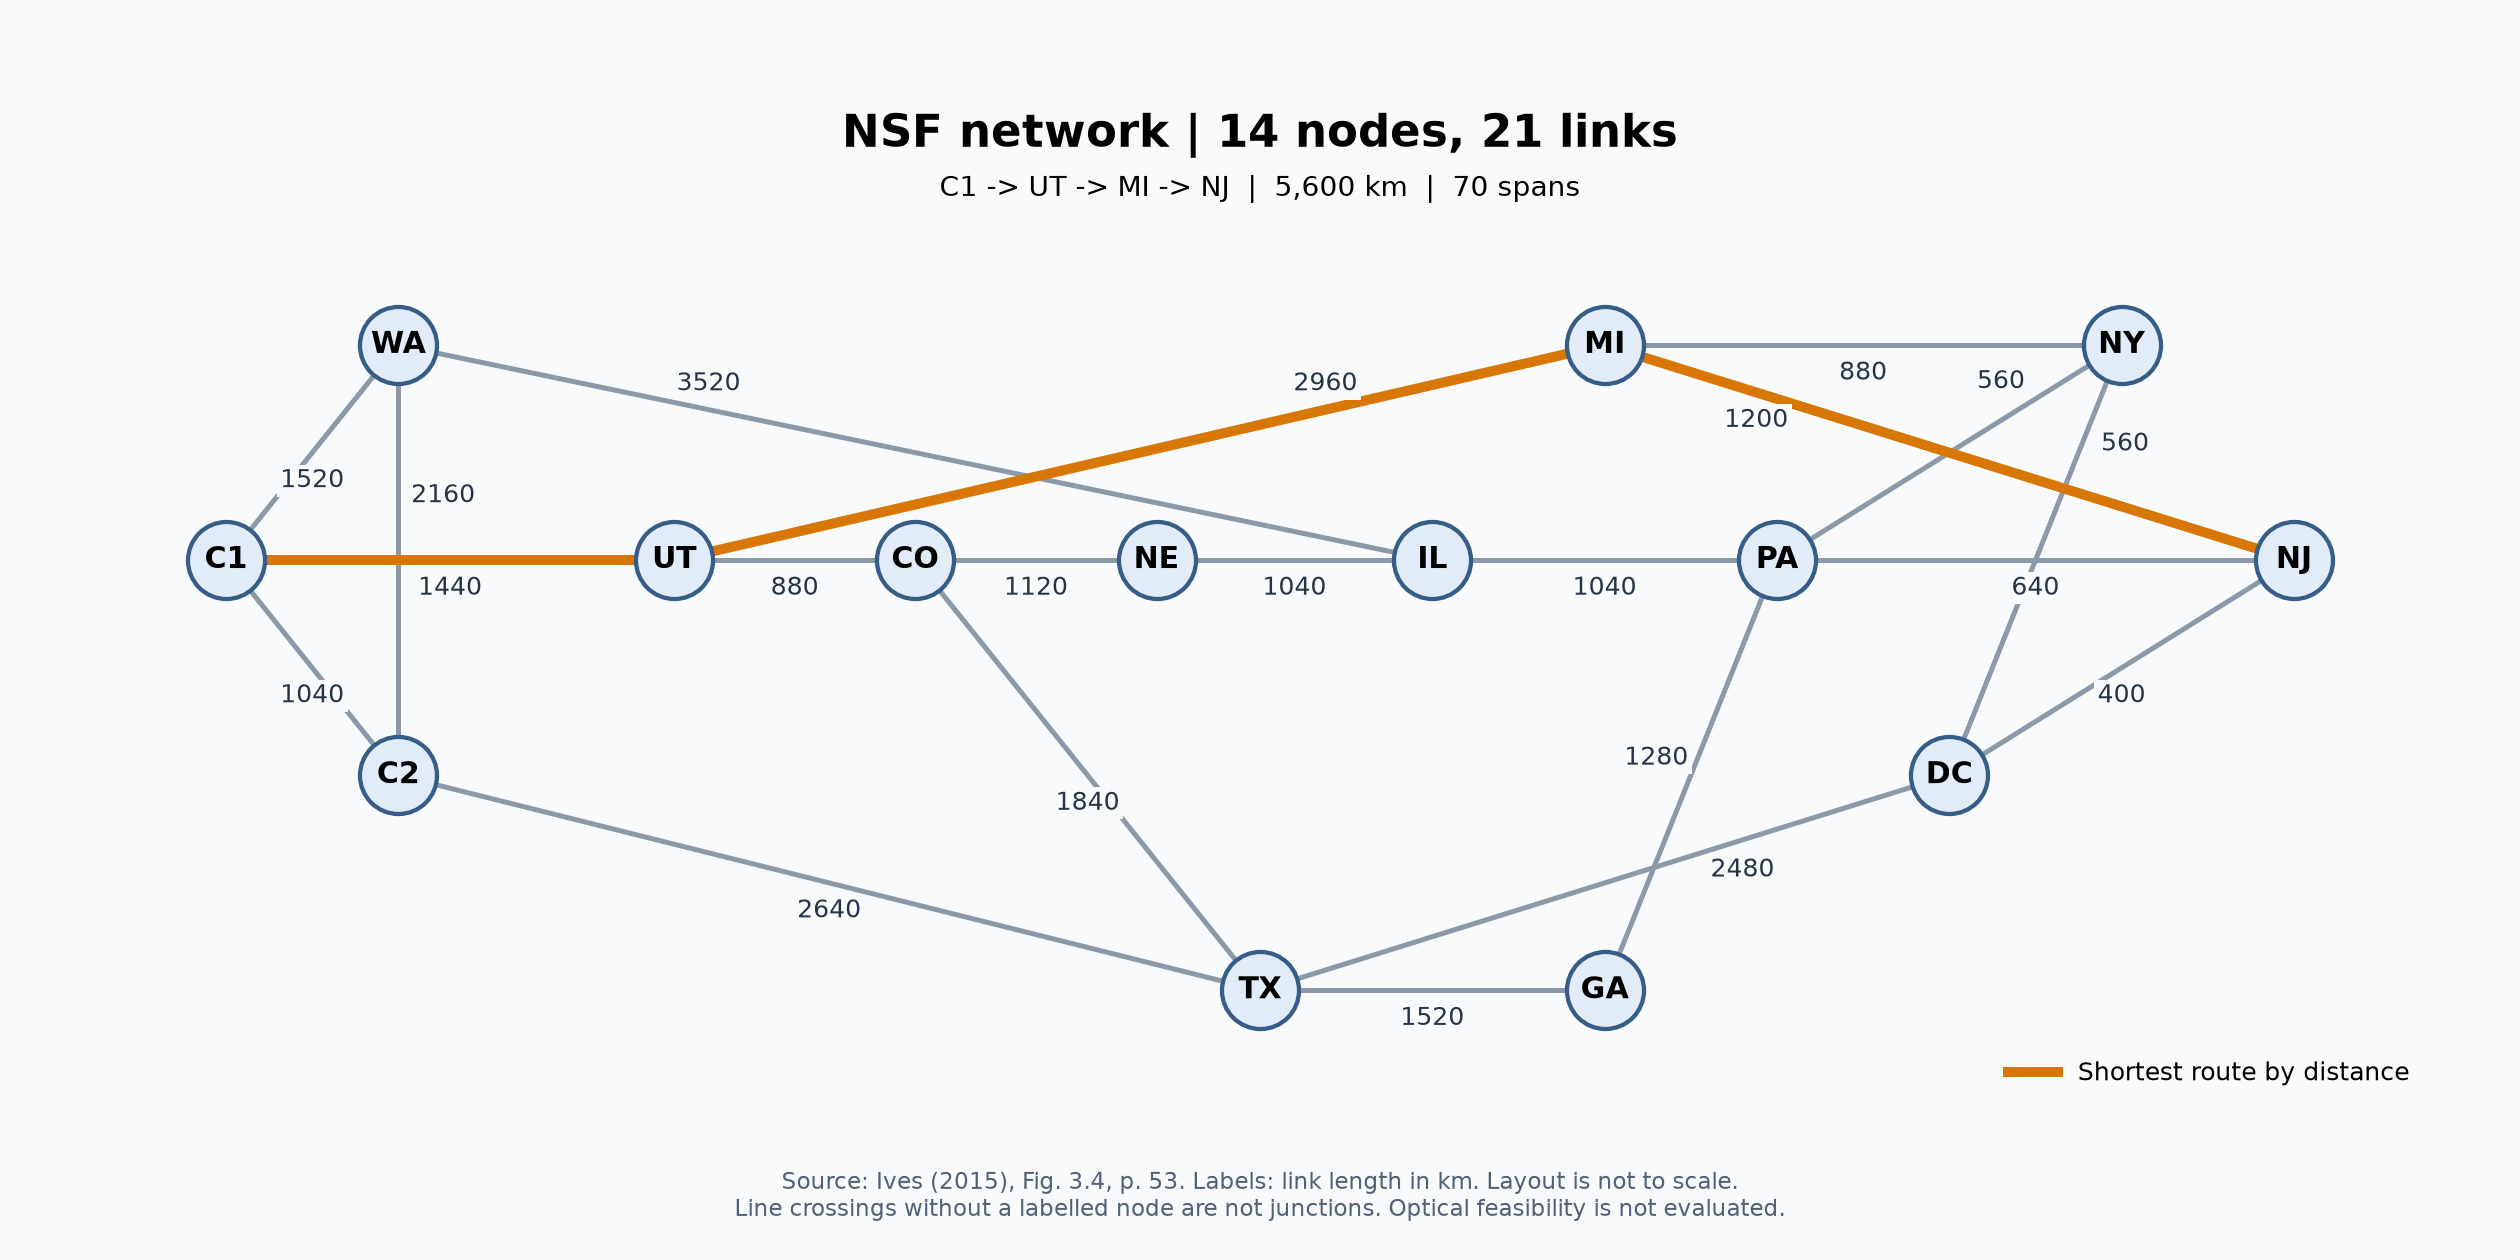 NSF network | 14 nodes, 21 links
C1 -> UT -> MI -> NJ | 5,600 km | 70 spans
WA
MI
NY
3520
2960
880
560
1200
560
1520
2160
C1
UT
CO
NE
IL
PA
NJ
1440
880
1120
1040
1040
640
1040
400
C2
1280
DC
1840
2480
2640
TX
GA
1520
Shortest route by distance
Source: Ives (2015), Fig. 3.4, p. 53. Labels: link length in km. Layout is not to scale.
Line crossings without a labelled node are not junctions. Optical feasibility is not evaluated.